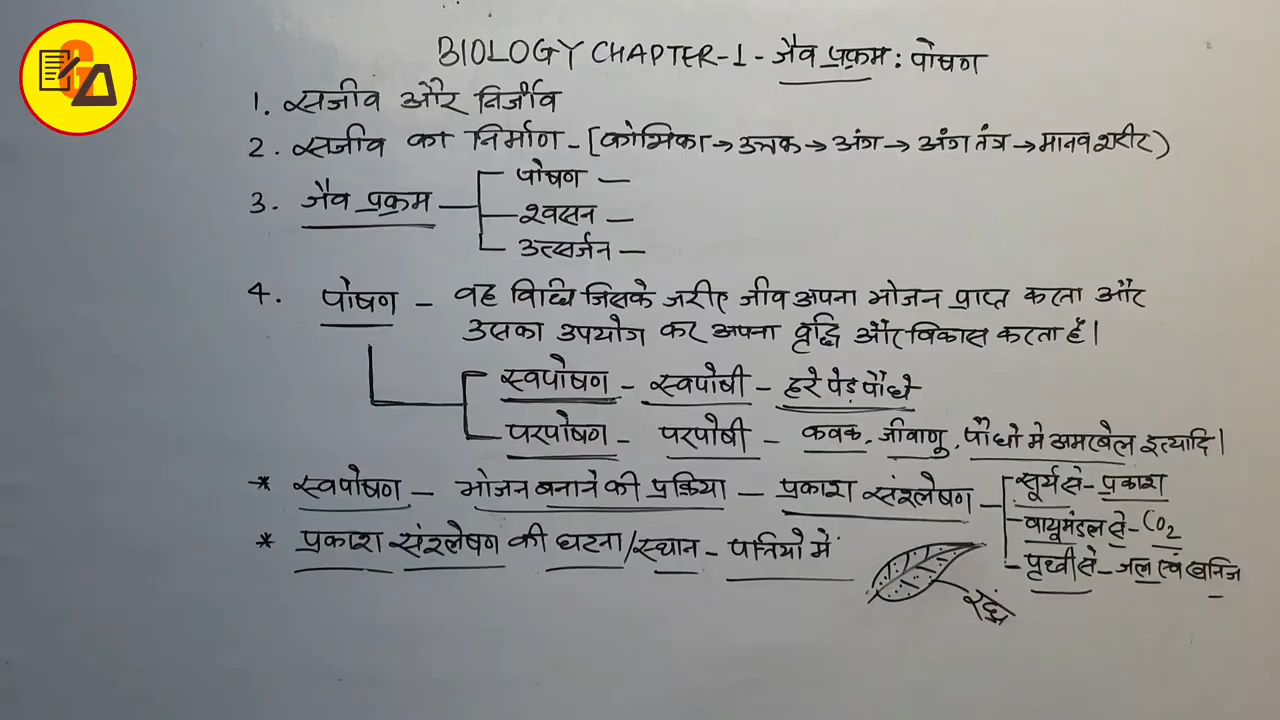 BIOLOGY CHAPTER-1 - जैव प्रक्रम : पोषण
1. सजीव और निर्जीव
2. सजीव का निर्माण - [कोशिका → उत्तक → अंग → अंग तंत्र → मानव शरीर)
3. जैव प्रक्रम
पोषण —
श्वसन —
उत्सर्जन —
4. पोषण - वह विधि जिसके जरीए जीव अपना भोजन प्राप्त करता और
उसका उपयोग कर अपना वृद्धि और विकास करता है।
स्वपोषण - स्वपोषी - हरे पेड़ पौधे
परपोषण - परपोषी - कवक, जीवाणु, पौधो मे अमरबेल इत्यादि।
* स्वपोषण - भोजन बनाने की प्रक्रिया - प्रकाश संश्लेषण
सूर्य से - प्रकाश
वायूमंडल से - CO2
पृथ्वी से - जल एवं खनिज
* प्रकाश संश्लेषण की घटना/स्थान - पत्तियो में
रंध्र